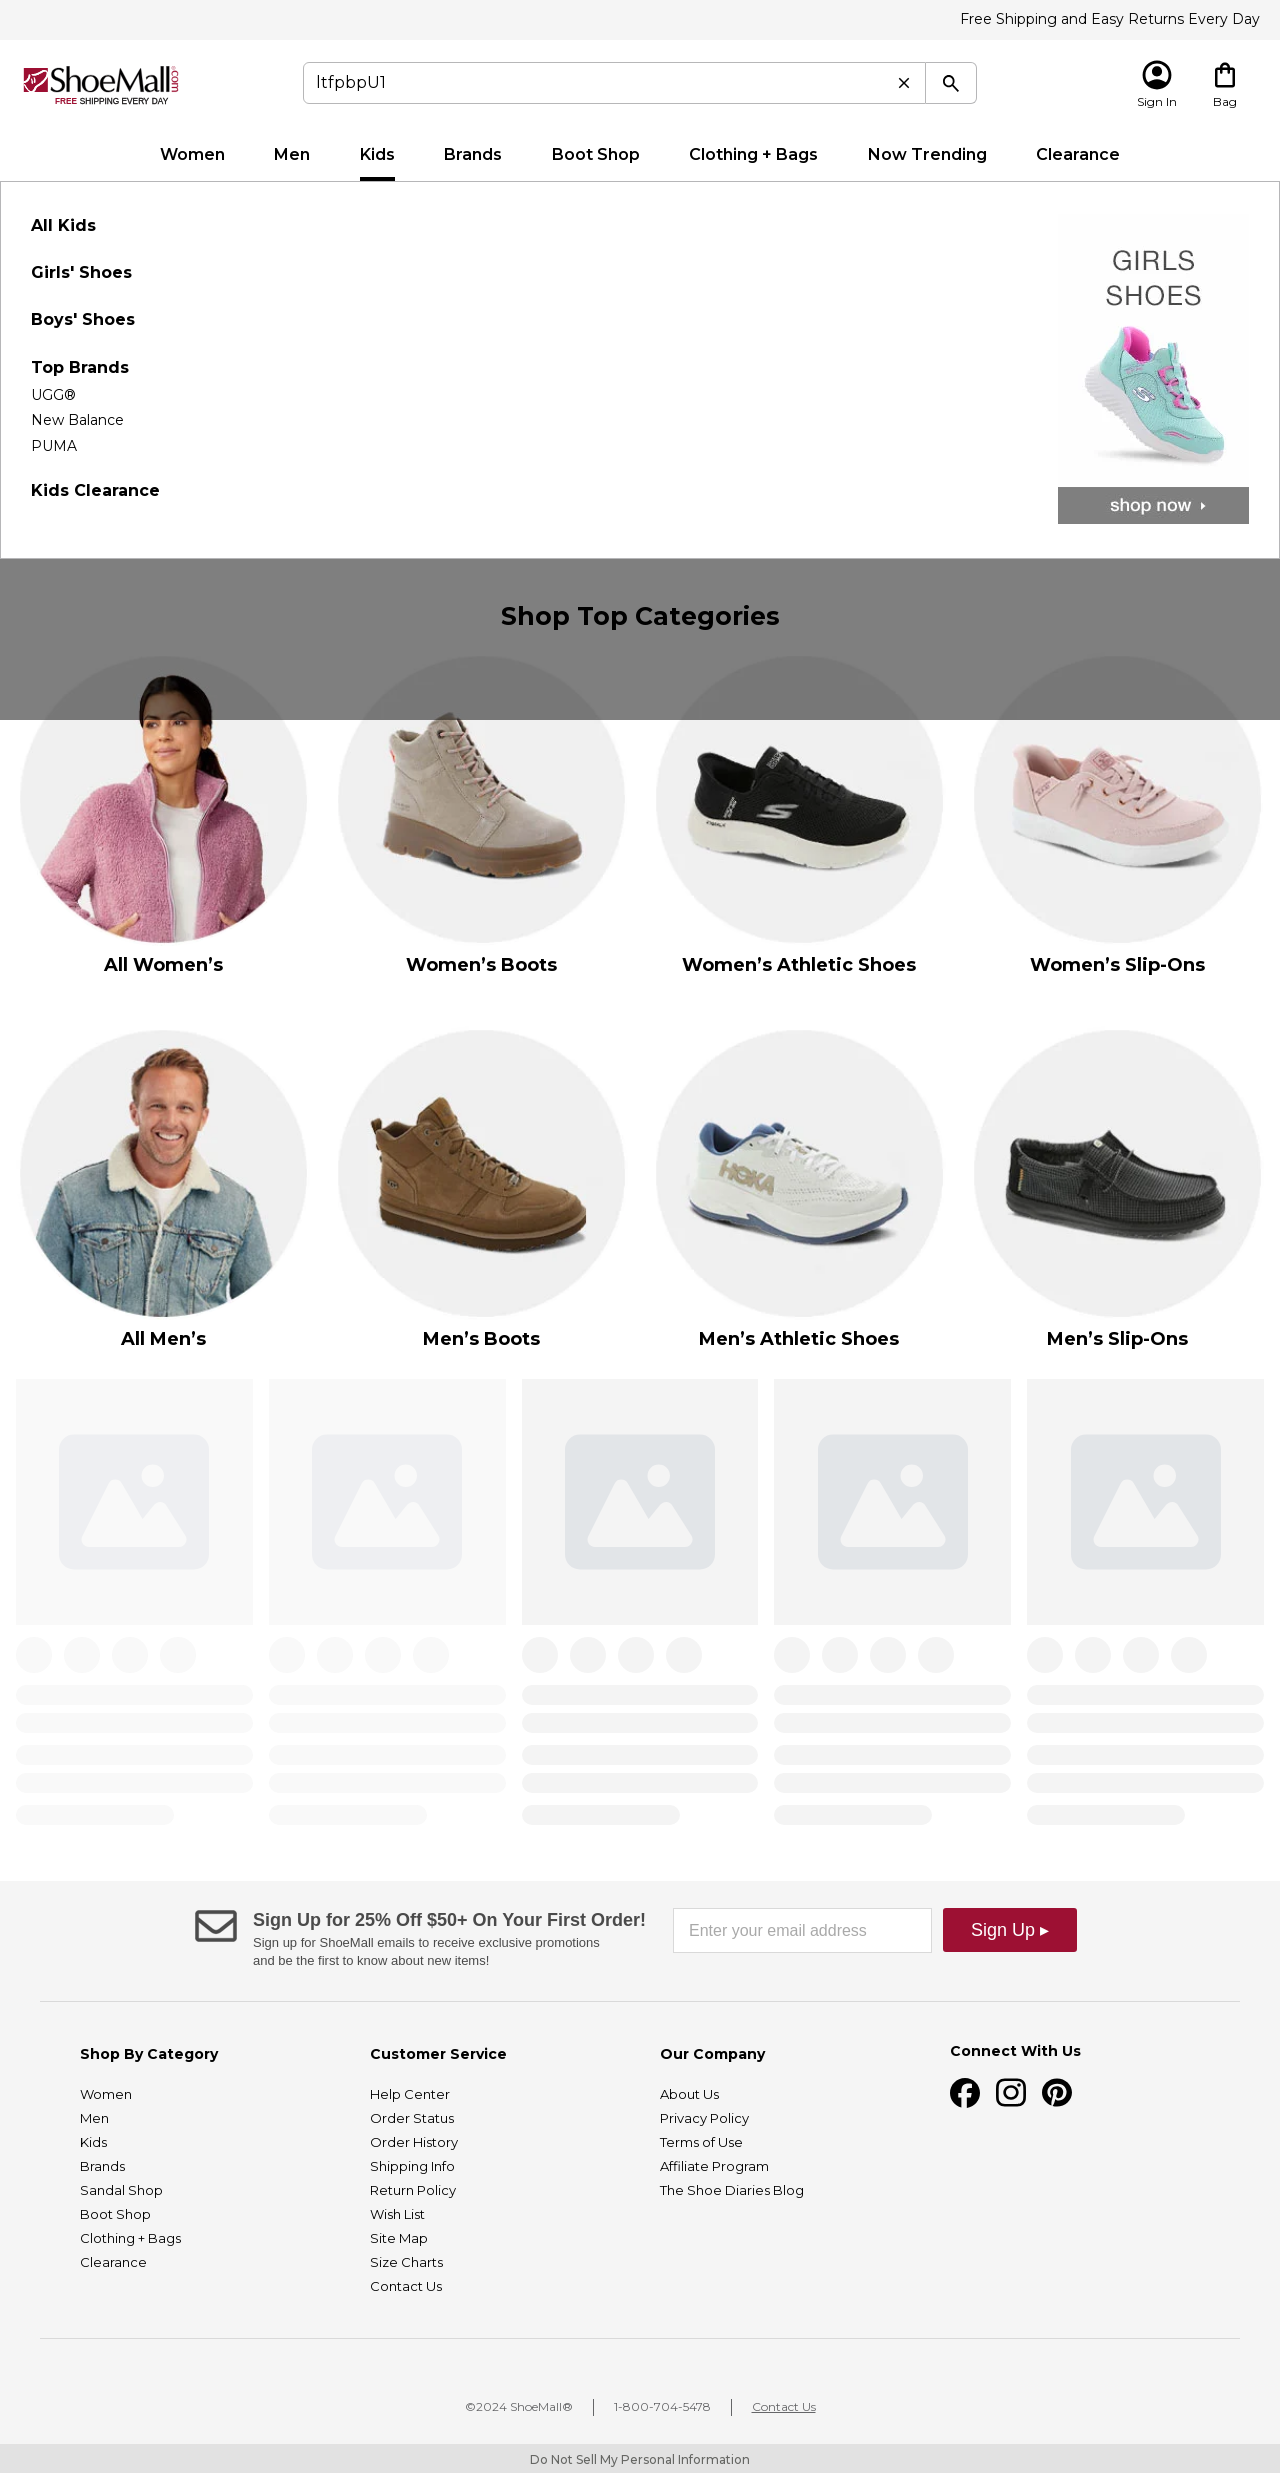 Free Shipping and Easy Returns Every Day
ShoeMall®.com
FREE SHIPPING EVERY DAY
ltfpbpU1
Sign In
Bag
Women
Men
Kids
Brands
Boot Shop
Clothing + Bags
Now Trending
Clearance
All Kids
Girls' Shoes
Boys' Shoes
Top Brands
UGG®
New Balance
PUMA
Kids Clearance
GIRLS
SHOES
shop now
Shop Top Categories
All Women’s
Women’s Boots
Women’s Athletic Shoes
Women’s Slip-Ons
HOKA
All Men’s
Men’s Boots
Men’s Athletic Shoes
Men’s Slip-Ons
Sign Up for 25% Off $50+ On Your First Order!
Sign up for ShoeMall emails to receive exclusive promotions
and be the first to know about new items!
Enter your email address
Sign Up ▸
Shop By Category
Women
Men
Kids
Brands
Sandal Shop
Boot Shop
Clothing + Bags
Clearance
Customer Service
Help Center
Order Status
Order History
Shipping Info
Return Policy
Wish List
Site Map
Size Charts
Contact Us
Our Company
About Us
Privacy Policy
Terms of Use
Affiliate Program
The Shoe Diaries Blog
Connect With Us
©2024 ShoeMall®
1-800-704-5478
Contact Us
Do Not Sell My Personal Information